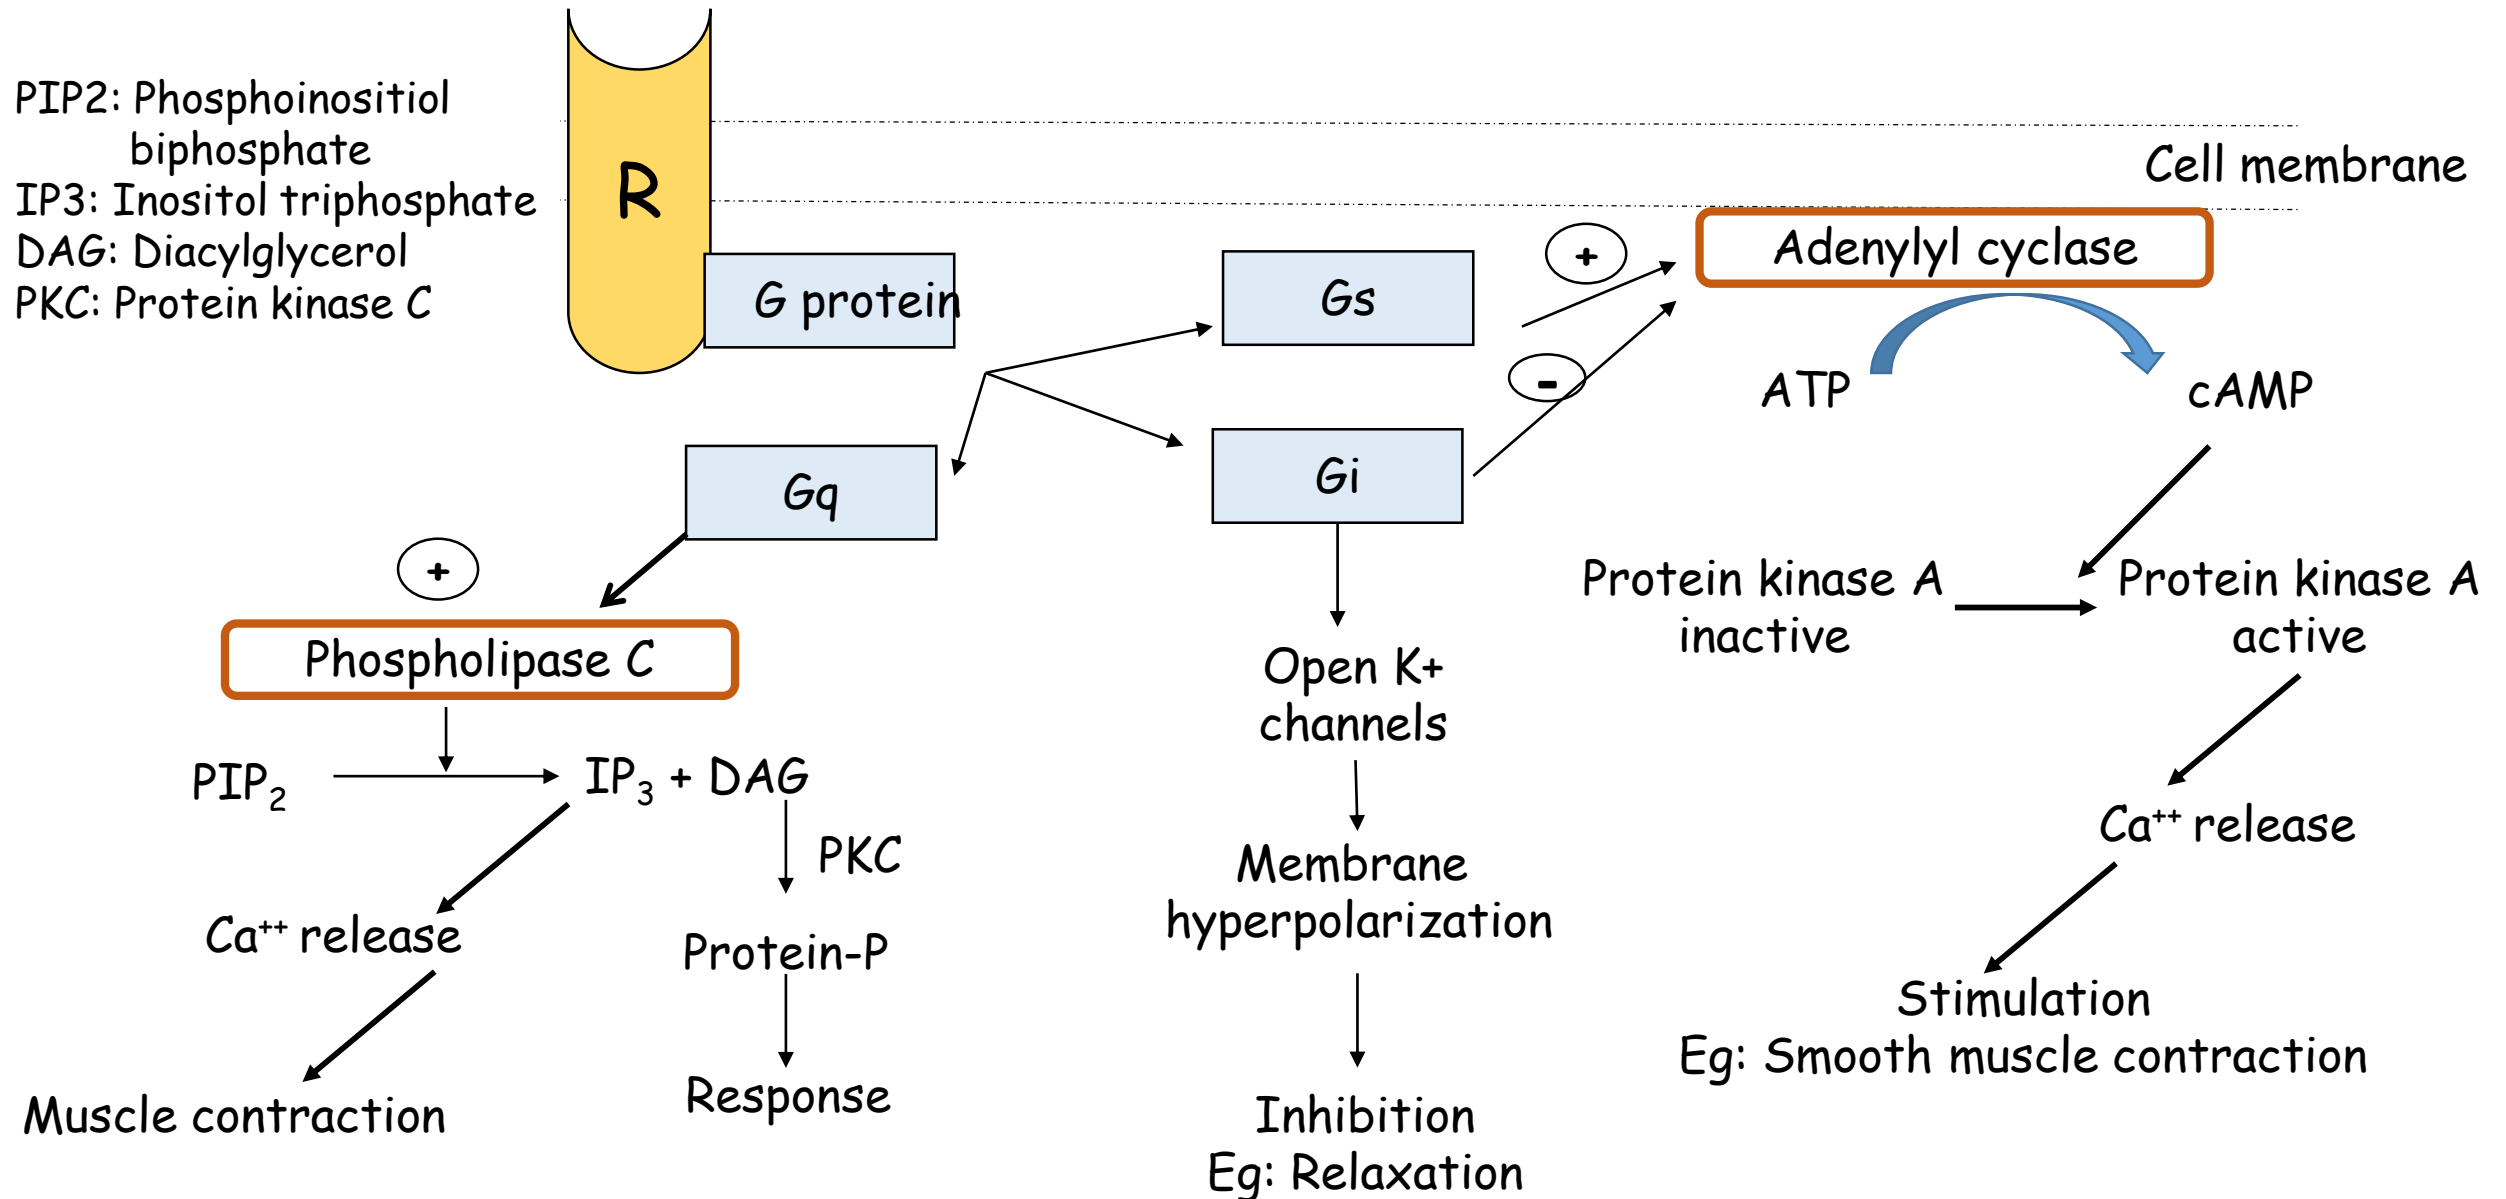 PIP2: Phosphoinositiol
biphosphate
IP3: Inositol triphosphate
DAG: Diacylglycerol
PKC: Protein kinase C
R
Cell membrane
G protein
Gs
+
Adenylyl cyclase
-
ATP
cAMP
Gq
Gi
+
Phospholipase C
Protein kinase A
inactive
Protein kinase A
active
Open K+
channels
PIP2
IP3 + DAG
PKC
Ca++ release
Membrane
hyperpolarization
Ca++ release
Protein-P
Stimulation
Eg: Smooth muscle contraction
Muscle contraction
Response
Inhibition
Eg: Relaxation